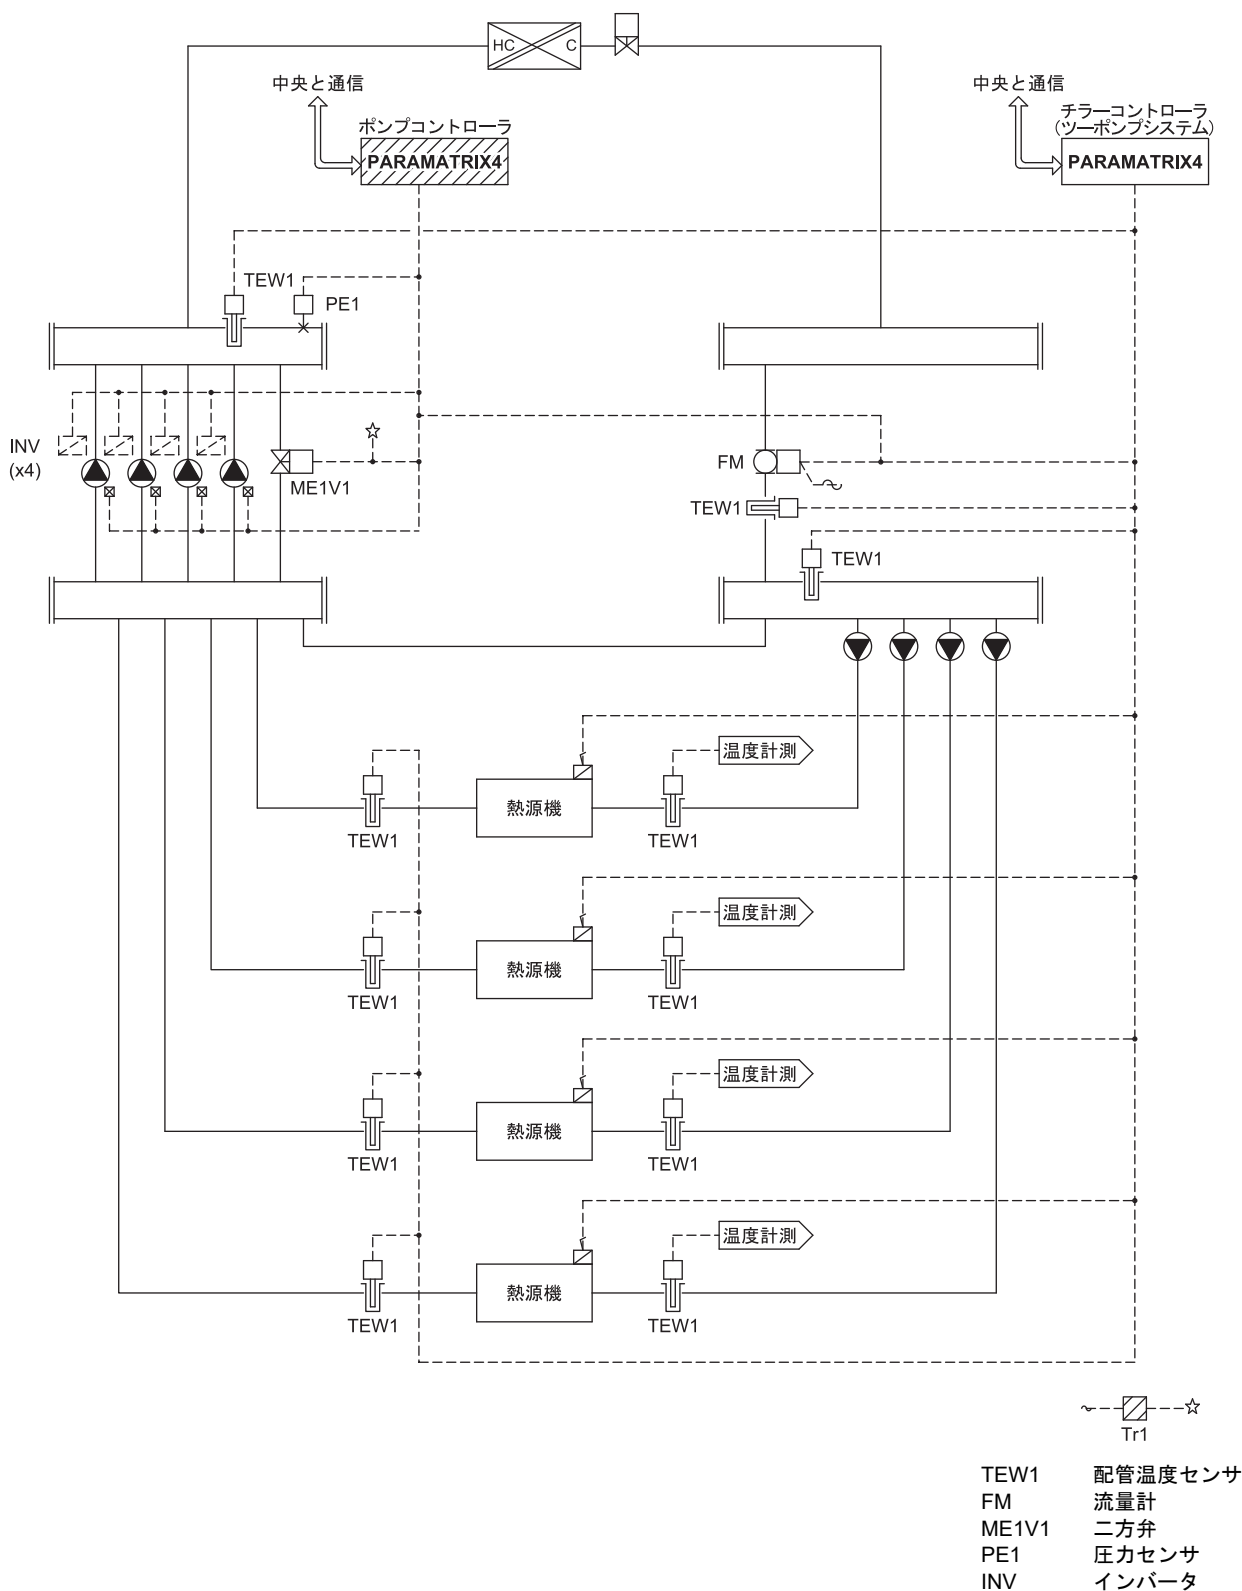 HC C
中央と通信
ポンプコントローラ
PARAMATRIX4
中央と通信
チラーコントローラ
(ツーポンプシステム)
PARAMATRIX4
TEW1
PE1
INV
(x4)
ME1V1
FM
TEW1
TEW1
温度計測
熱源機
TEW1
TEW1
温度計測
熱源機
TEW1
TEW1
温度計測
熱源機
TEW1
TEW1
温度計測
熱源機
TEW1
TEW1
Tr1
TEW1 配管温度センサ
FM 流量計
ME1V1 二方弁
PE1 圧力センサ
INV インバータ